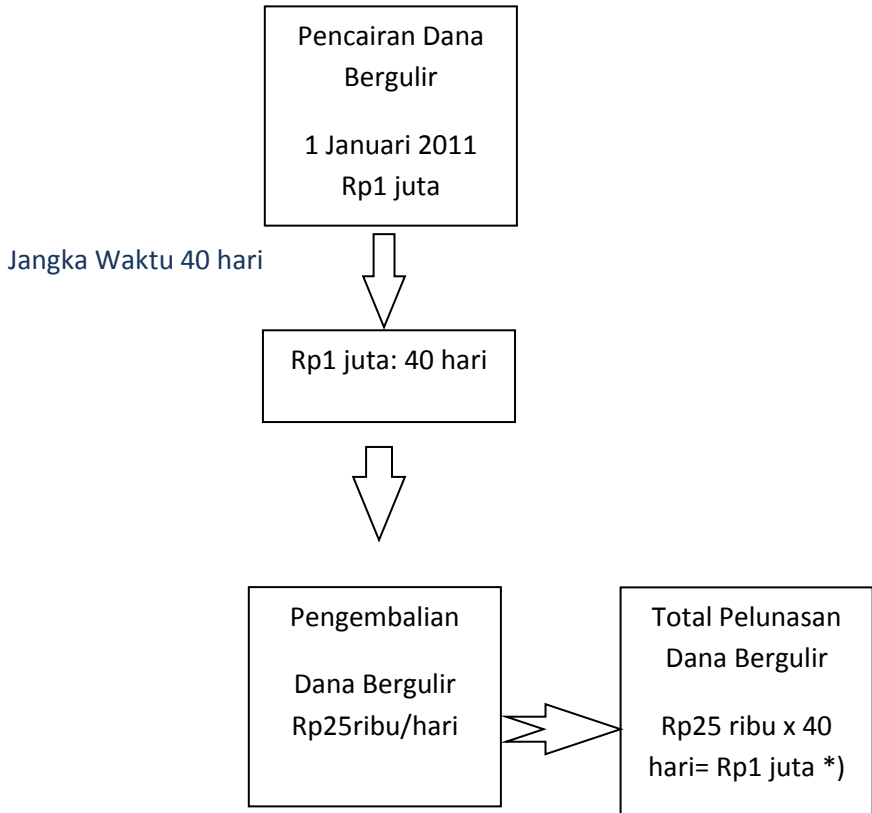 Pencairan Dana
Bergulir
1 Januari 2011
Rp1 juta
Jangka Waktu 40 hari
Rp1 juta: 40 hari
Pengembalian
Dana Bergulir
Rp25ribu/hari
Total Pelunasan
Dana Bergulir
Rp25 ribu x 40
hari= Rp1 juta *)